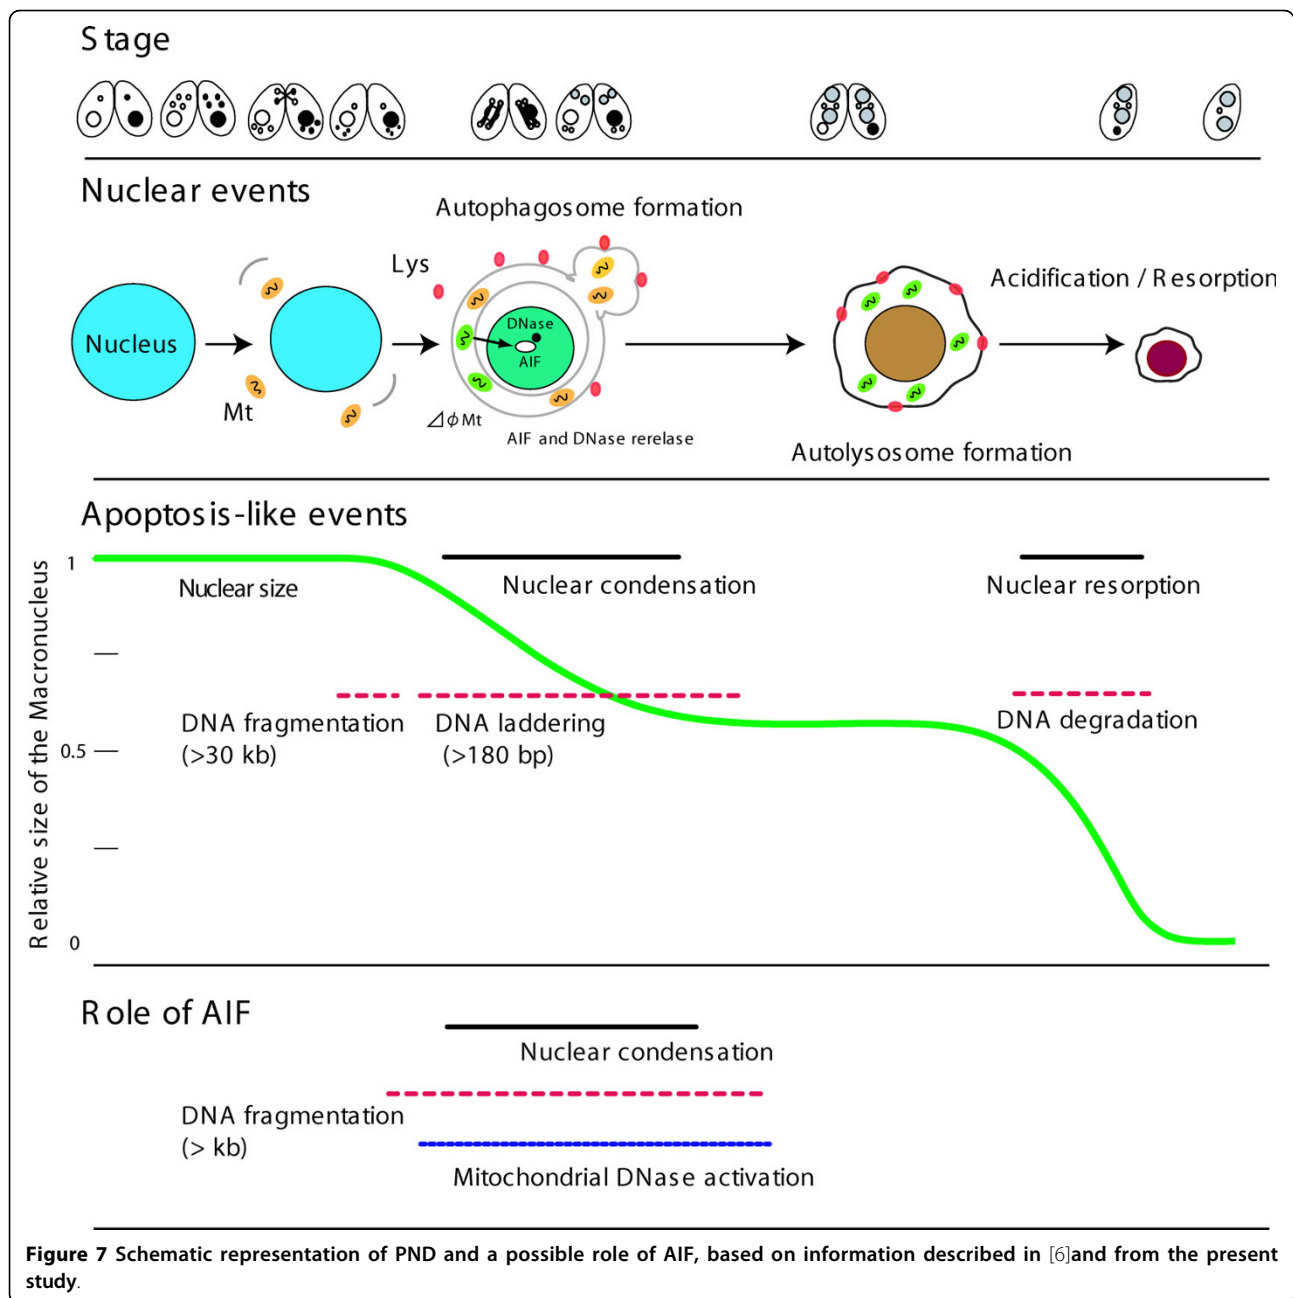 Stage
Nuclear events
Autophagosome formation
Lys
Acidification / Resorption
Nucleus
DNase
AIF
Mt
⊿ϕMt
AIF and DNase rerelase
Autolysosome formation
Apoptosis-like events
Relative size of the Macronucleus
1
0.5
0
Nuclear size
Nuclear condensation
Nuclear resorption
DNA fragmentation
(>30 kb)
DNA laddering
(>180 bp)
DNA degradation
Role of AIF
Nuclear condensation
DNA fragmentation
(> kb)
Mitochondrial DNase activation
Figure 7 Schematic representation of PND and a possible role of AIF, based on information described in [6]and from the present
study.